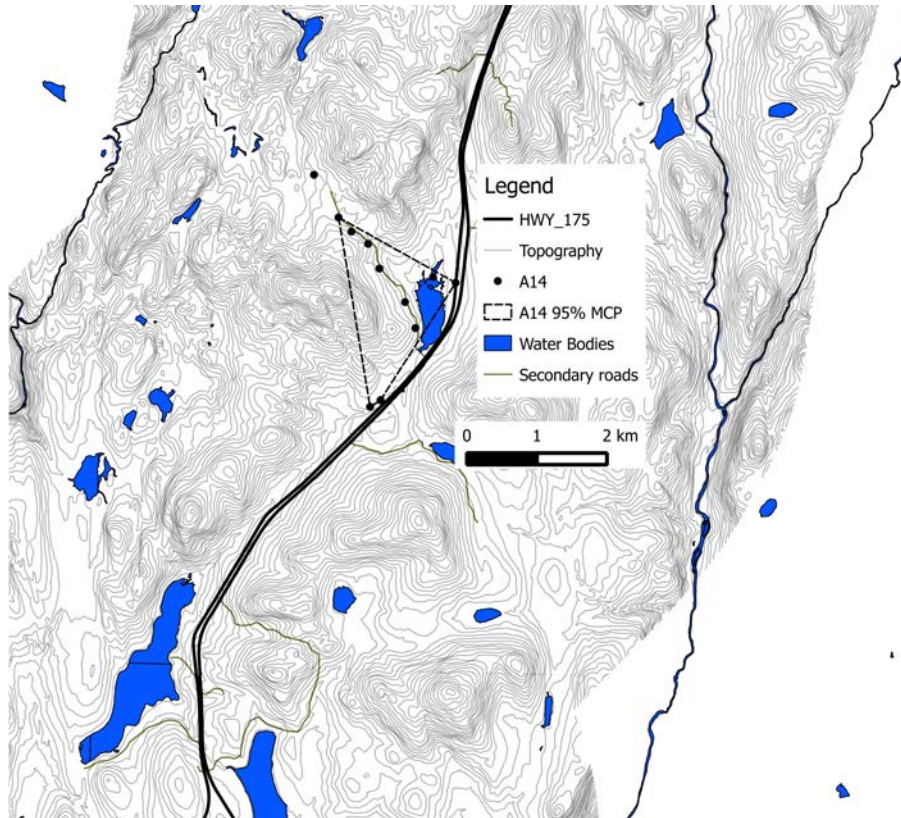 Legend
HWY_175
Topography
A14
A14 95% MCP
Water Bodies
Secondary roads
0 1 2 km